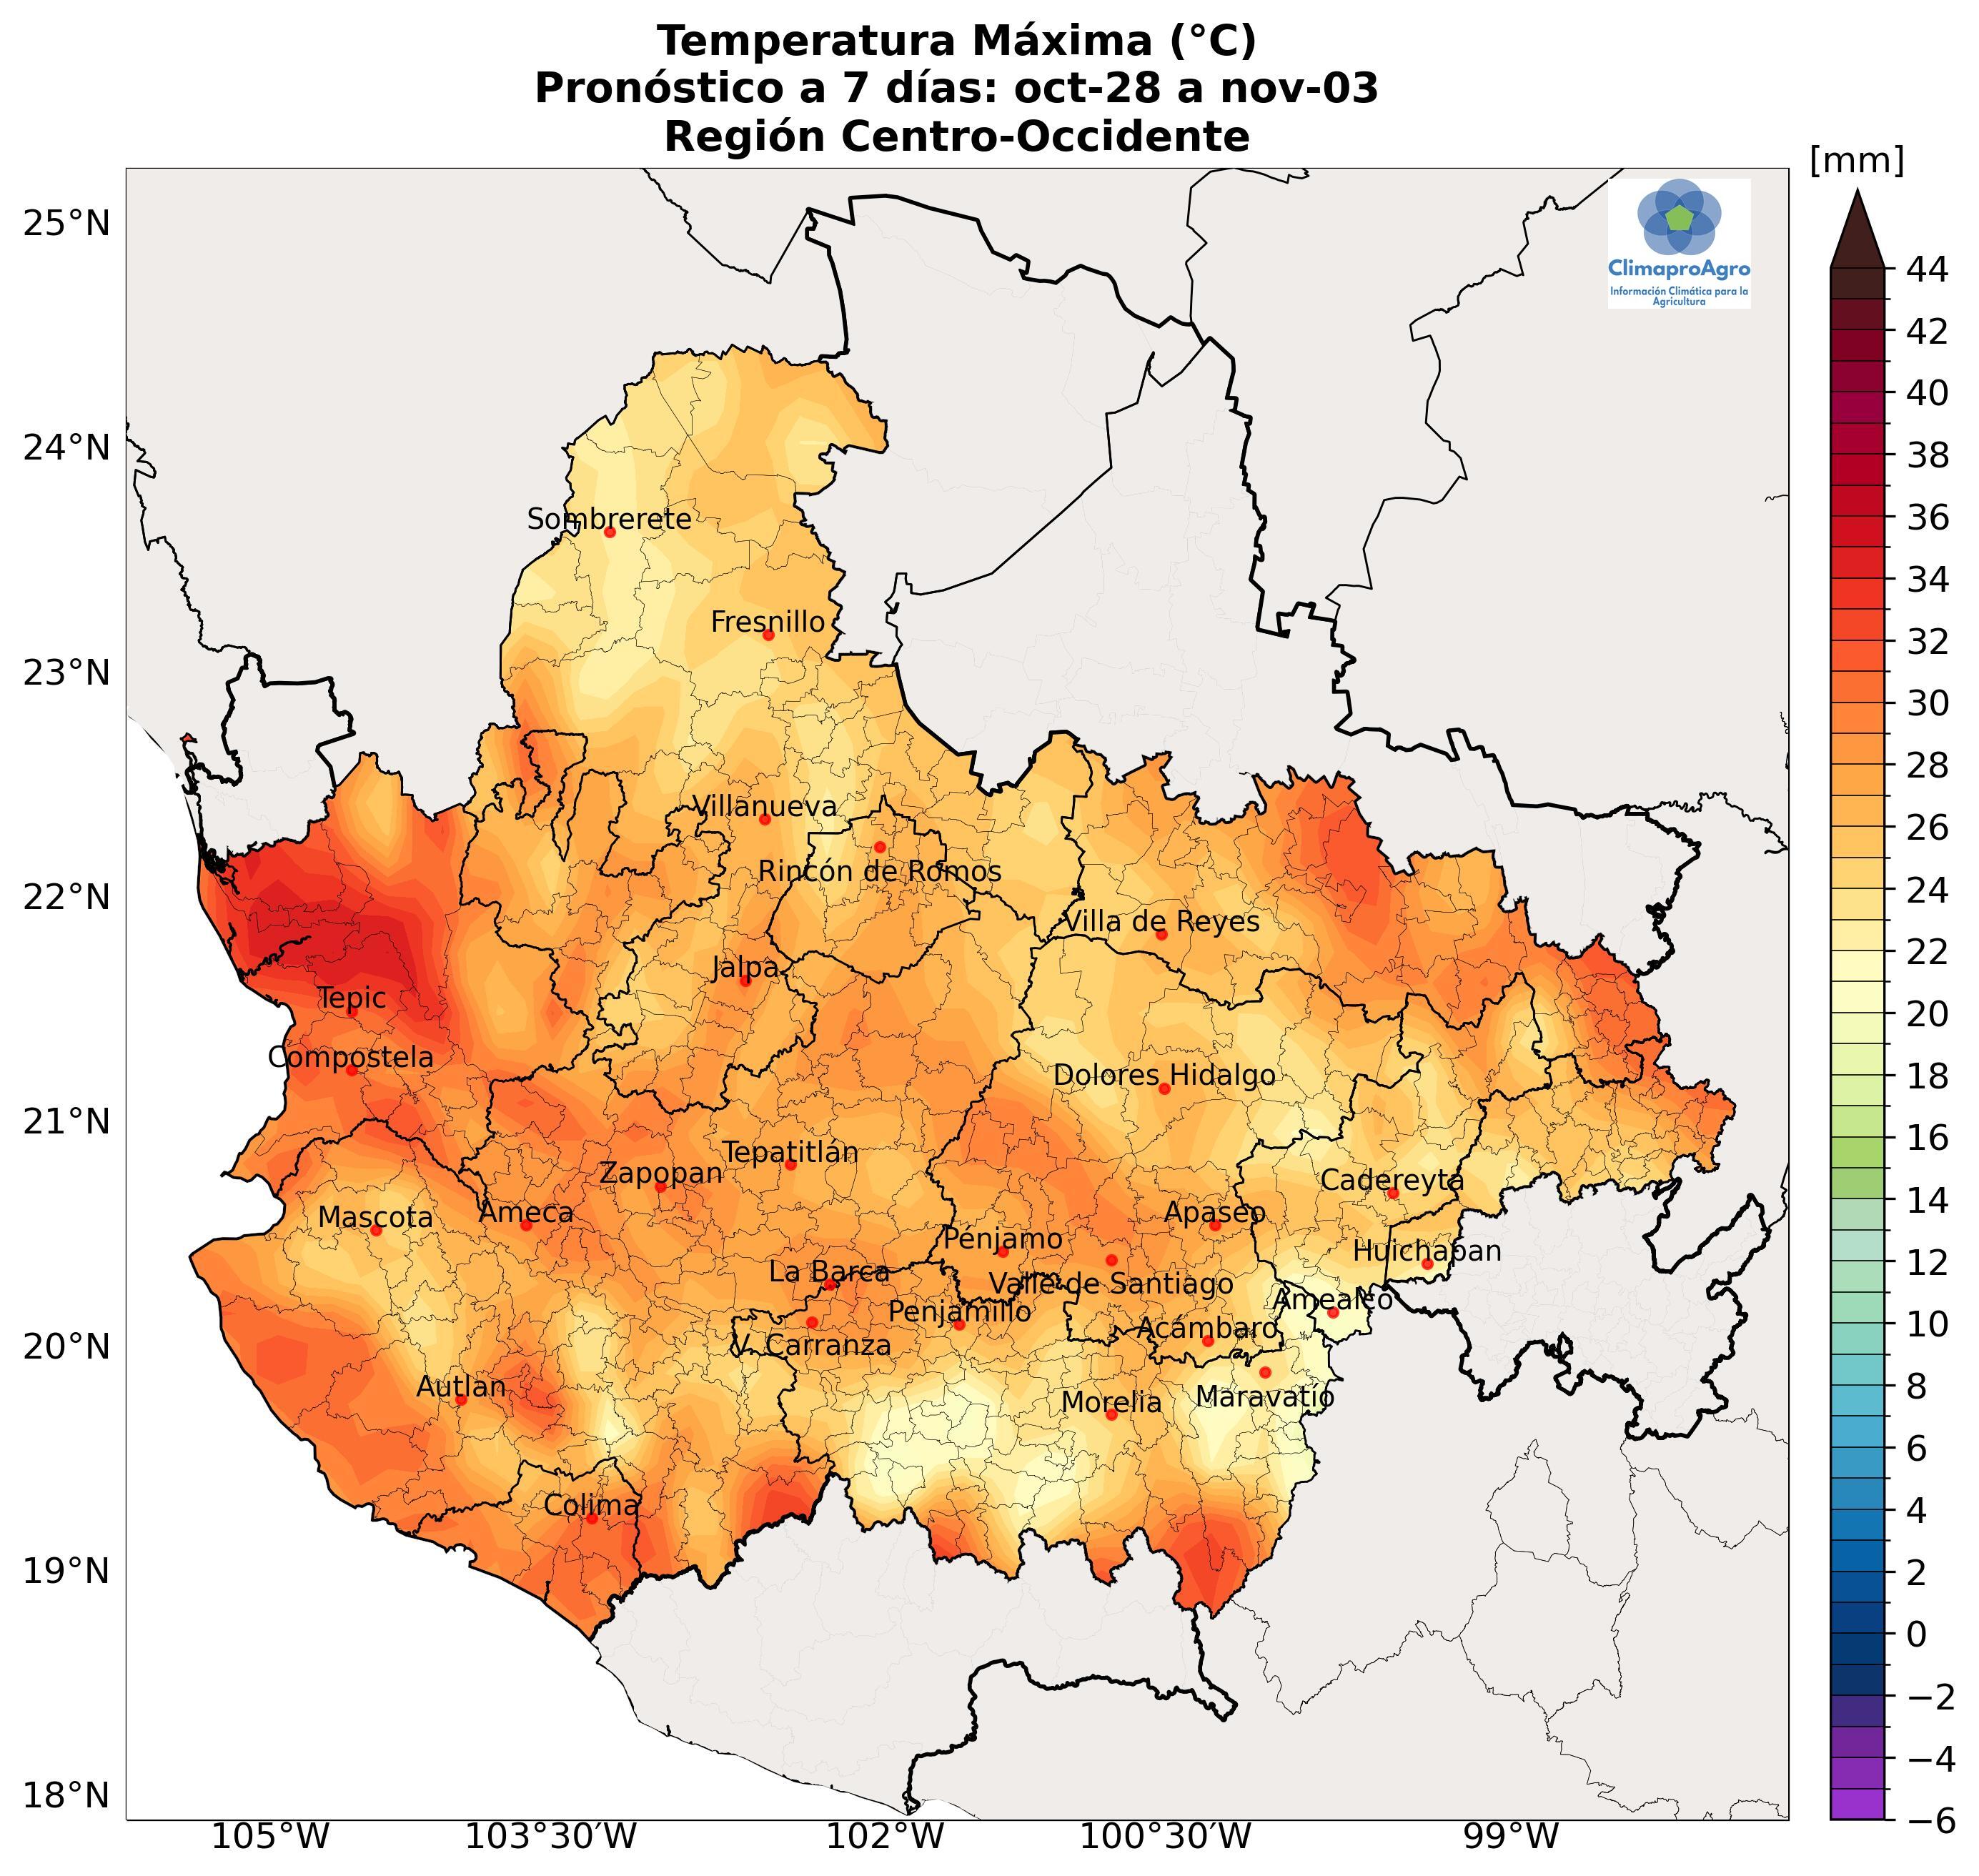 Temperatura Máxima (°C)
Pronóstico a 7 días: oct-28 a nov-03
Región Centro-Occidente
[mm]
ClimaproAgro
Información Climática para la
Agricultura
25°N
24°N
23°N
22°N
21°N
20°N
19°N
18°N
105°W
103°30'W
102°W
100°30'W
99°W
44
42
40
38
36
34
32
30
28
26
24
22
20
18
16
14
12
10
8
6
4
2
0
−2
−4
−6
Sombrerete
Fresnillo
Villanueva
Rincón de Romos
Villa de Reyes
Jalpa
Tepic
Compostela
Dolores Hidalgo
Tepatitlán
Zapopan
Cadereyta
Mascota
Ameca
Apaseo
Pénjamo
Huichapan
La Barca
Valle de Santiago
Amealco
Penjamillo
Acámbaro
V. Carranza
Autlan
Maravatío
Morelia
Colima